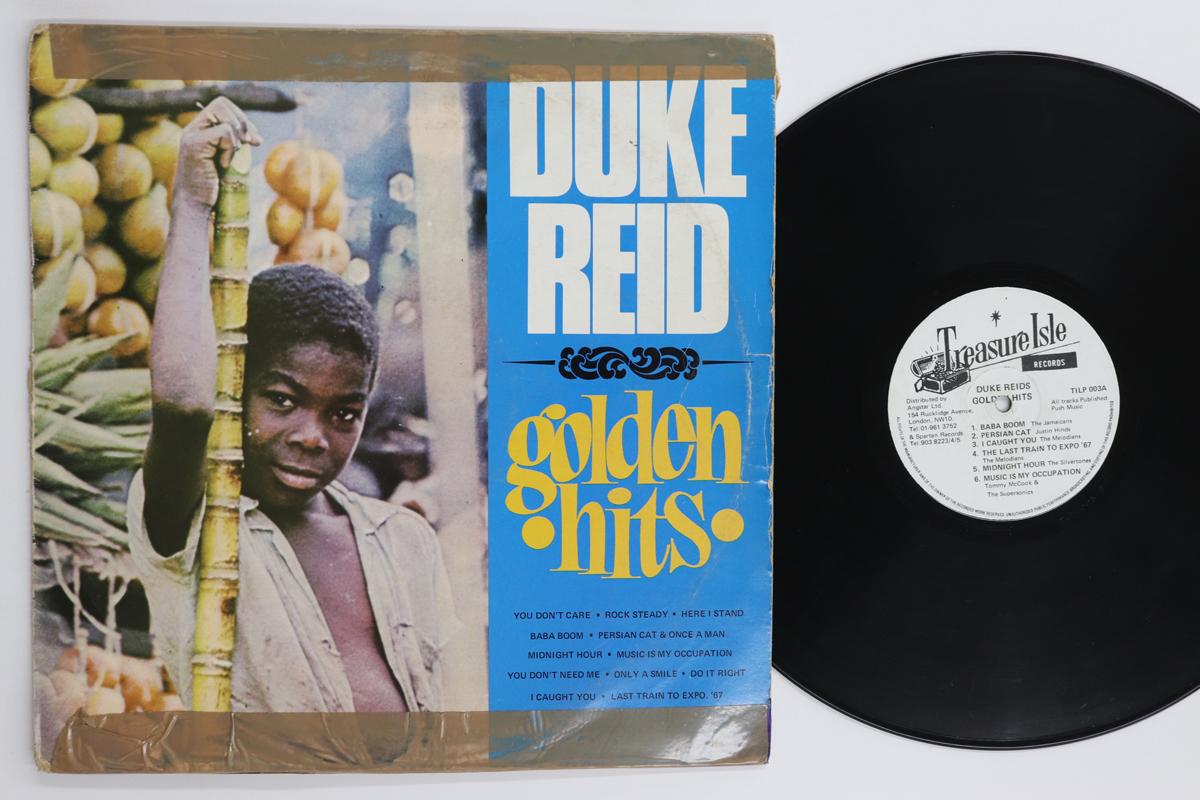 DUKE
REID
golden
•hits•
YOU DON'T CARE • ROCK STEADY • HERE I STAND
BABA BOOM • PERSIAN CAT & ONCE A MAN
MIDNIGHT HOUR • MUSIC IS MY OCCUPATION
YOU DON'T NEED ME • ONLY A SMILE • DO IT RIGHT
I CAUGHT YOU • LAST TRAIN TO EXPO. '67
Treasure Isle
RECORDS
DUKE REIDS
HITS
TILP 003A
Distributed by
Angstar Ltd.
154 Rucklidge Avenue,
London, NW10.
Tel:01-961 3752
& Spartan Records
Tel:903 8223/4/5
All tracks Published
Push Music
1. BABA BOOM The Jamaicans
2. PERSIAN CAT Justin Hinds
3. I CAUGHT YOU The Melodians
4. THE LAST TRAIN TO EXPO '67
The Melodians
5. MIDNIGHT HOUR The Silvertones
6. MUSIC IS MY OCCUPATION
Tommy McCook &
The Supersonics